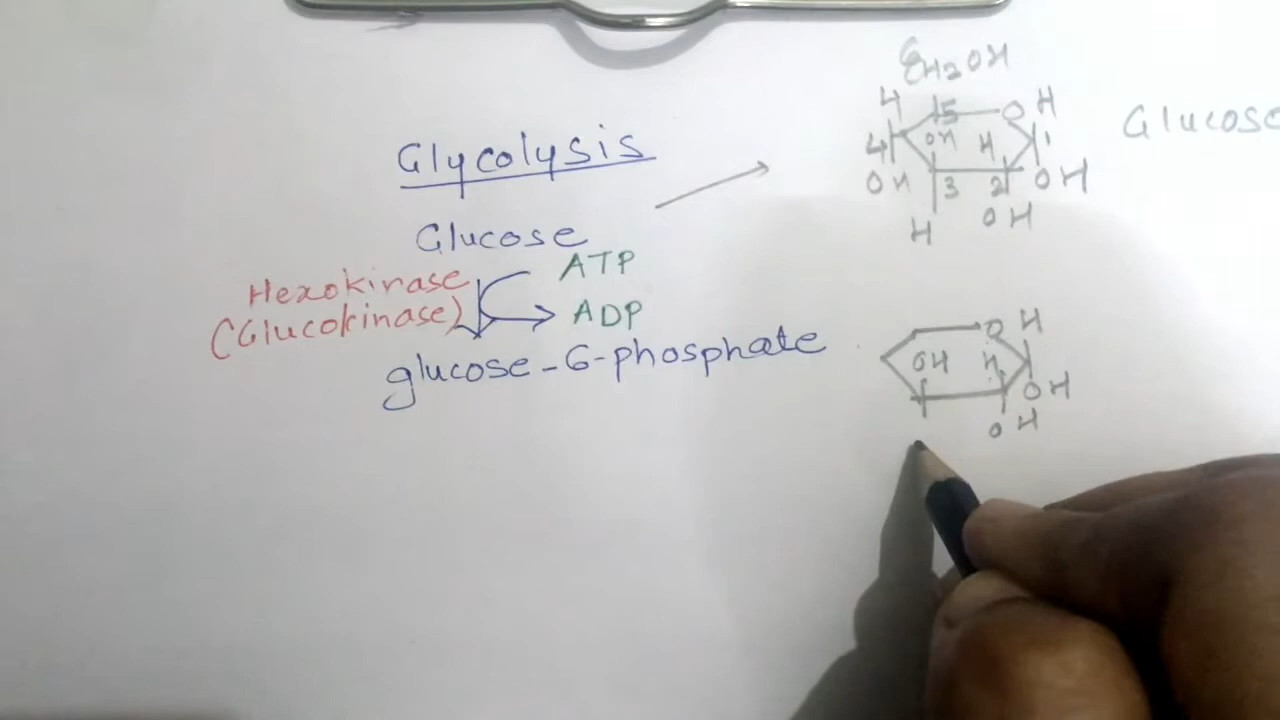 Glycolysis
Glucose
ATP
Hexokinase
(Glucokinase)
ADP
glucose-6-phosphate
CH2OH
H 5 O H
4 OH H 1
OH 3 2 OH
H OH
Glucose
O H
OH H
OH
OH